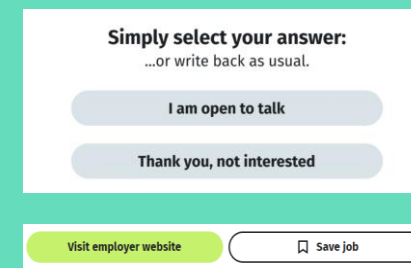 Simply select your answer:
...or write back as usual.
I am open to talk
Thank you, not interested
Visit employer website
Save job